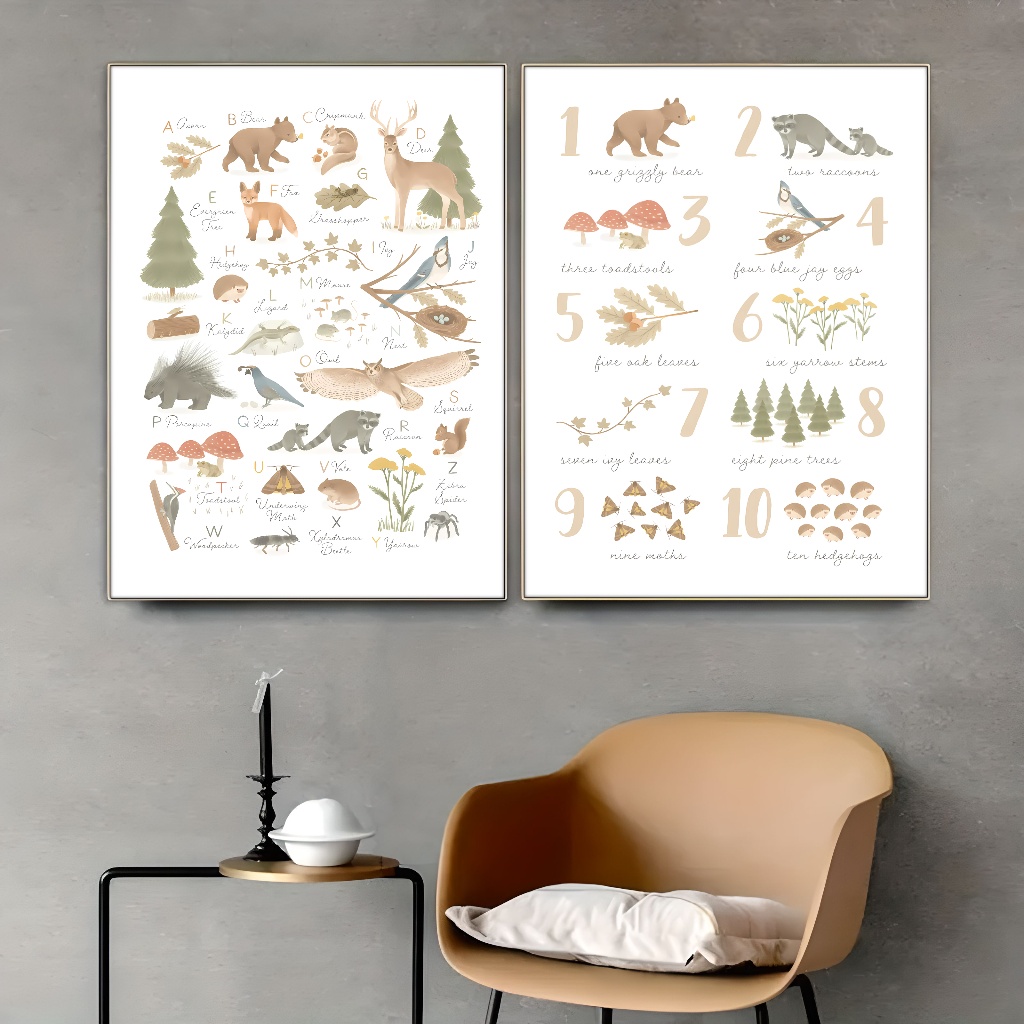 A Acorn
B Bear
C Chipmunk
D
Deer
E
Evergreen
Tree
F Fox
G
Grasshopper
H
Hedgehog
I Ivy
J
Jay
K
Katydid
L
Lizard
M Mouse
N
Nest
O Owl
P Porcupine
Q Quail
R
Raccoon
S
Squirrel
T
Toadstool
U
Underwing
Moth
V Vole
W
Woodpecker
X
Beetle
Y Yarrow
Z
Zebra
Spider
1
one grizzly bear
2
two raccoons
3
three toadstools
4
four blue jay eggs
5
five oak leaves
6
six yarrow stems
7
seven ivy leaves
8
eight pine trees
9
nine moths
10
ten hedgehogs